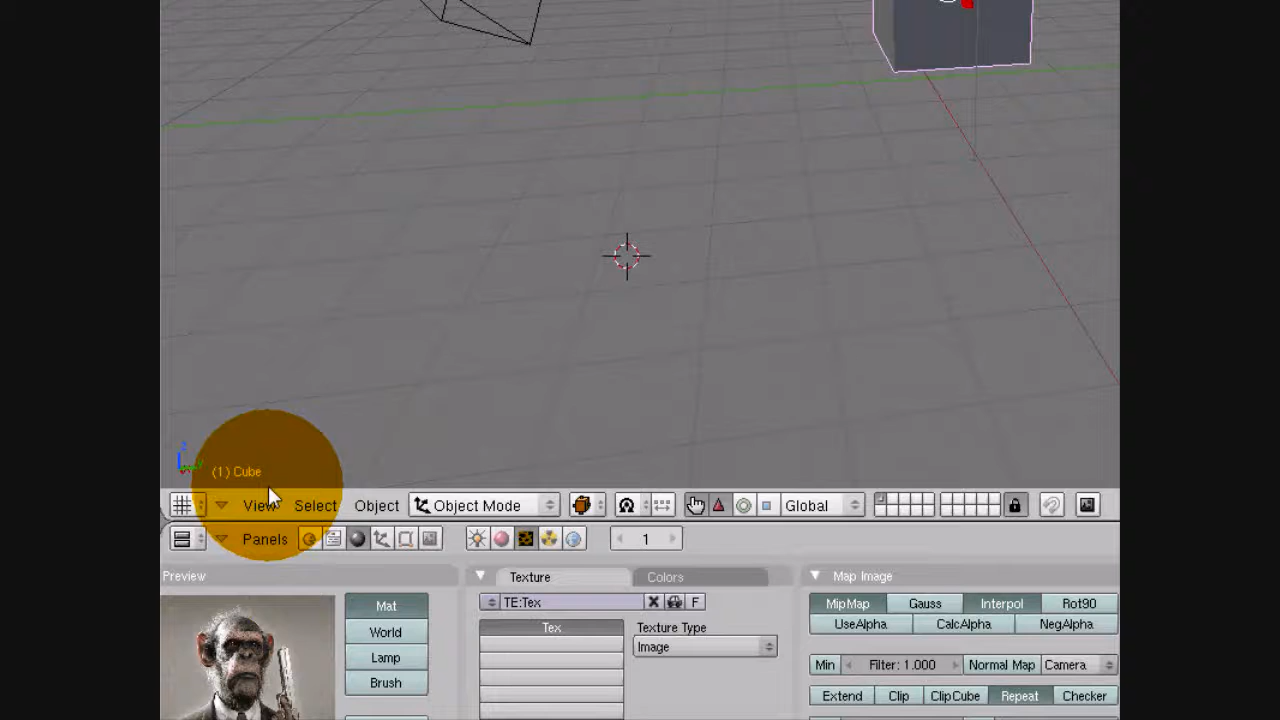 z
y
(1) Cube
View Select Object Object Mode Global
Panels 1
Preview Texture Colors Map Image
Mat TE:Tex F MipMap Gauss Interpol Rot90
World Tex Texture Type UseAlpha CalcAlpha NegAlpha
Lamp Image Min Filter: 1.000 Normal Map Camera
Brush Extend Clip ClipCube Repeat Checker